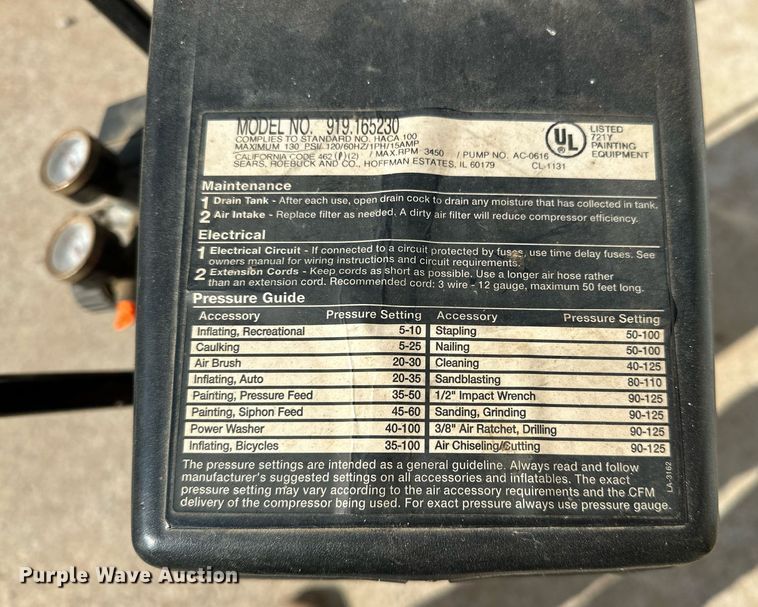 MODEL NO. 919.165230
COMPLIES TO STANDARD NO. HACA 100
MAXIMUM 130 PSI/ 120/60HZ/1PH/15AMP
CALIFORNIA CODE 462 (l)(2) / MAX.RPM 3450 / PUMP NO. AC-0616
SEARS, ROEBUCK AND CO., HOFFMAN ESTATES, IL 60179 CL-1131
UL
®
LISTED
721Y
PAINTING
EQUIPMENT
Maintenance
1 Drain Tank - After each use, open drain cock to drain any moisture that has collected in tank.
2 Air Intake - Replace filter as needed. A dirty air filter will reduce compressor efficiency.
Electrical
1 Electrical Circuit - If connected to a circuit protected by fuses, use time delay fuses. See
owners manual for wiring instructions and circuit requirements.
2 Extension Cords - Keep cords as short as possible. Use a longer air hose rather
than an extension cord. Recommended cord: 3 wire - 12 gauge, maximum 50 feet long.
Pressure Guide
Accessory Pressure Setting Accessory Pressure Setting
Inflating, Recreational 5-10 Stapling 50-100
Caulking 5-25 Nailing 50-100
Air Brush 20-30 Cleaning 40-125
Inflating, Auto 20-35 Sandblasting 80-110
Painting, Pressure Feed 35-50 1/2" Impact Wrench 90-125
Painting, Siphon Feed 45-60 Sanding, Grinding 90-125
Power Washer 40-100 3/8" Air Ratchet, Drilling 90-125
Inflating, Bicycles 35-100 Air Chiseling/Cutting 90-125
The pressure settings are intended as a general guideline. Always read and follow
manufacturer's suggested settings on all accessories and inflatables. The exact
pressure setting may vary according to the air accessory requirements and the CFM
delivery of the compressor being used. For exact pressure always use pressure gauge.
LA-3162
Purple Wave Auction